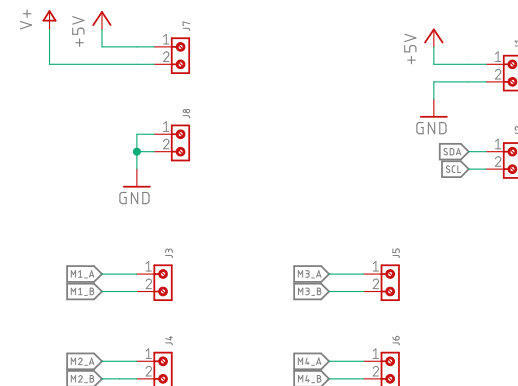 V+
+5V
J7
1
2
+5V
1
2
GND
J8
1
2
GND
SDA
SCL
1
2
J3
M1_A
M1_B
1
2
J5
M3_A
M3_B
1
2
J4
M2_A
M2_B
1
2
J6
M4_A
M4_B
1
2